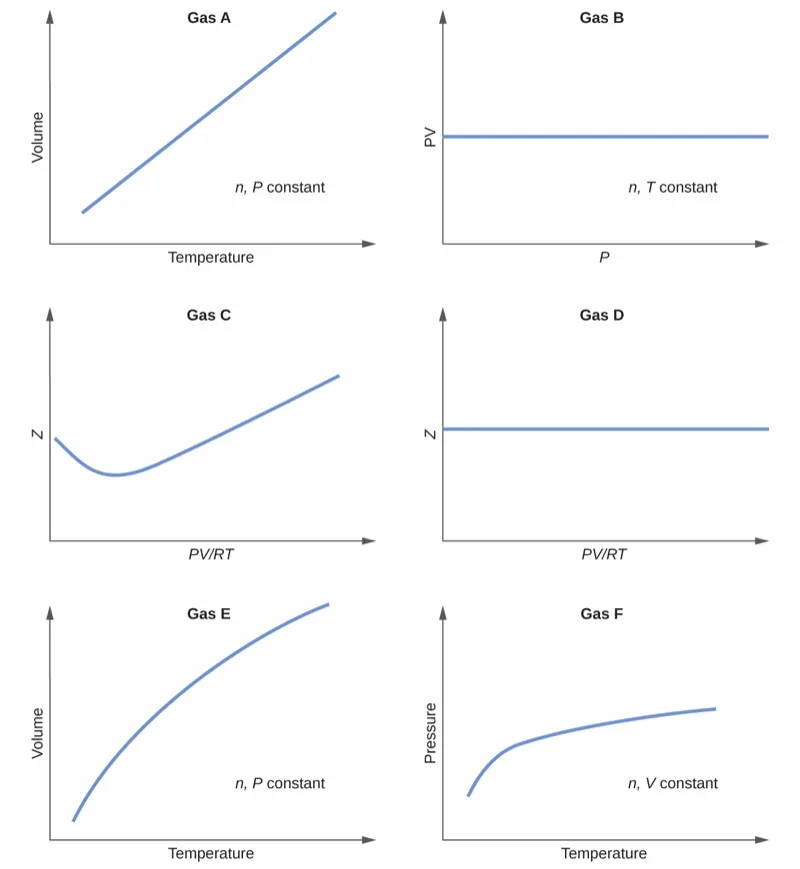 Gas A
Volume
n, P constant
Temperature
Gas B
PV
n, T constant
P
Gas C
Z
PV/RT
Gas D
Z
PV/RT
Gas E
Volume
n, P constant
Temperature
Gas F
Pressure
n, V constant
Temperature